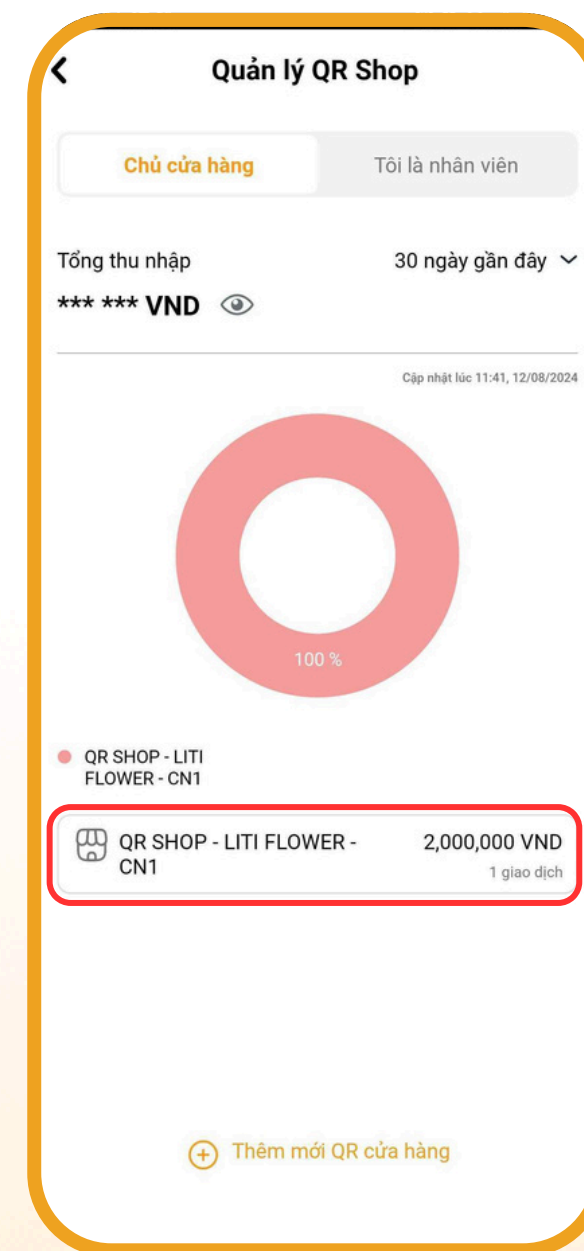 Quản lý QR Shop
Chủ cửa hàng
Tôi là nhân viên
Tổng thu nhập
30 ngày gần đây
*** *** VND
Cập nhật lúc 11:41, 12/08/2024
100 %
QR SHOP - LITI
FLOWER - CN1
QR SHOP - LITI FLOWER -
CN1
2,000,000 VND
1 giao dịch
Thêm mới QR cửa hàng